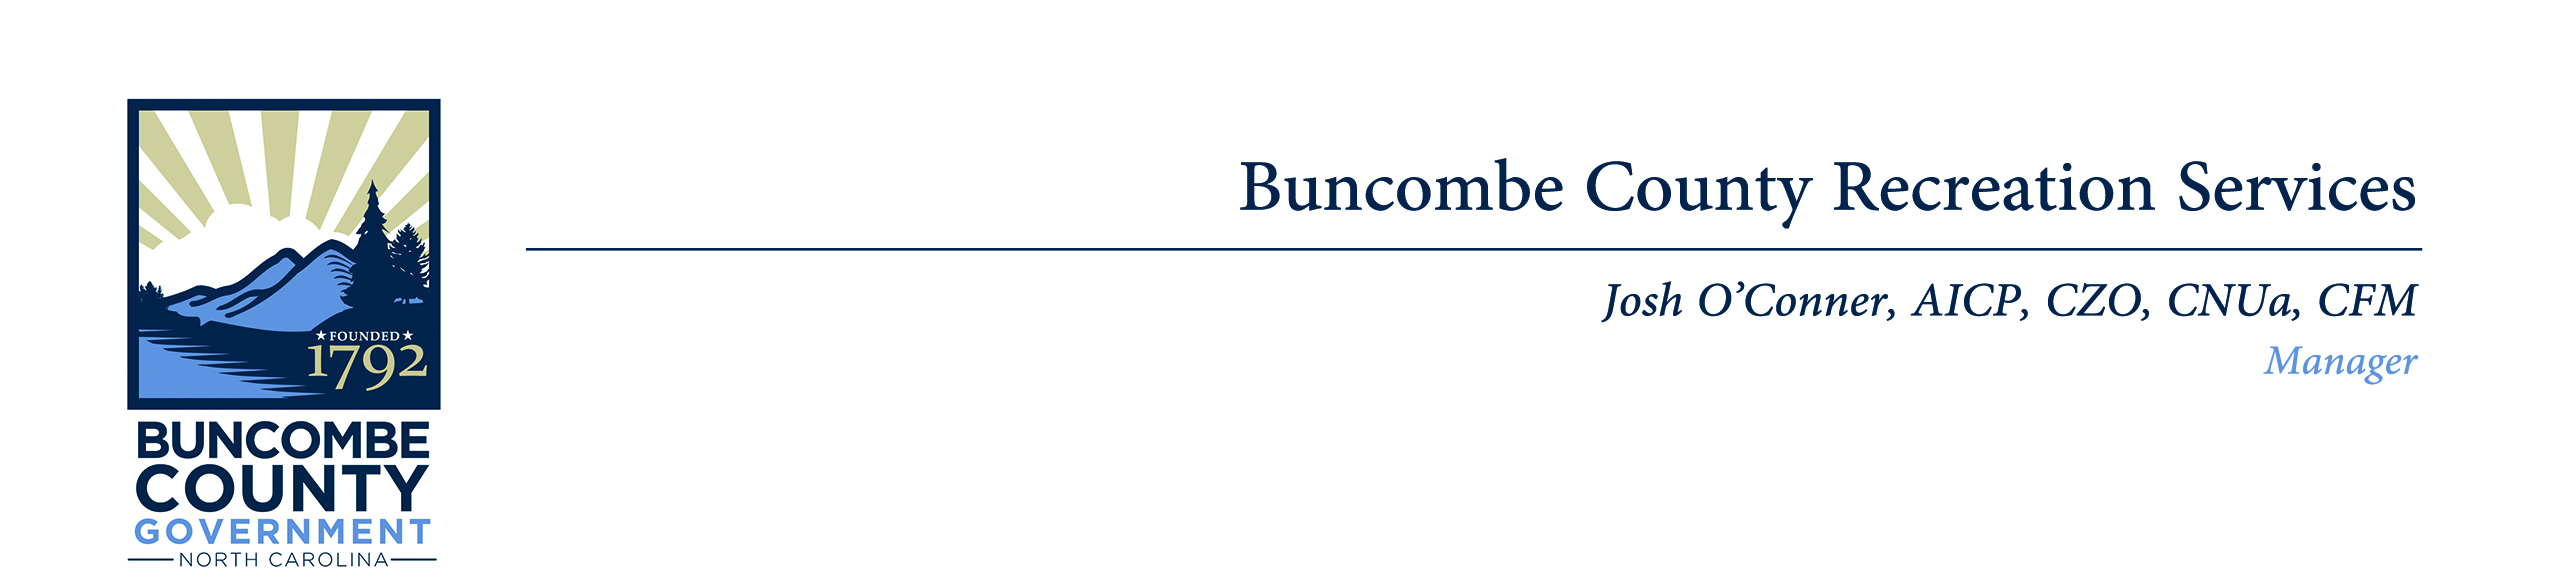 ★FOUNDED★
1792
BUNCOMBE
COUNTY
GOVERNMENT
NORTH CAROLINA
Buncombe County Recreation Services
Josh O’Conner, AICP, CZO, CNUa, CFM
Manager